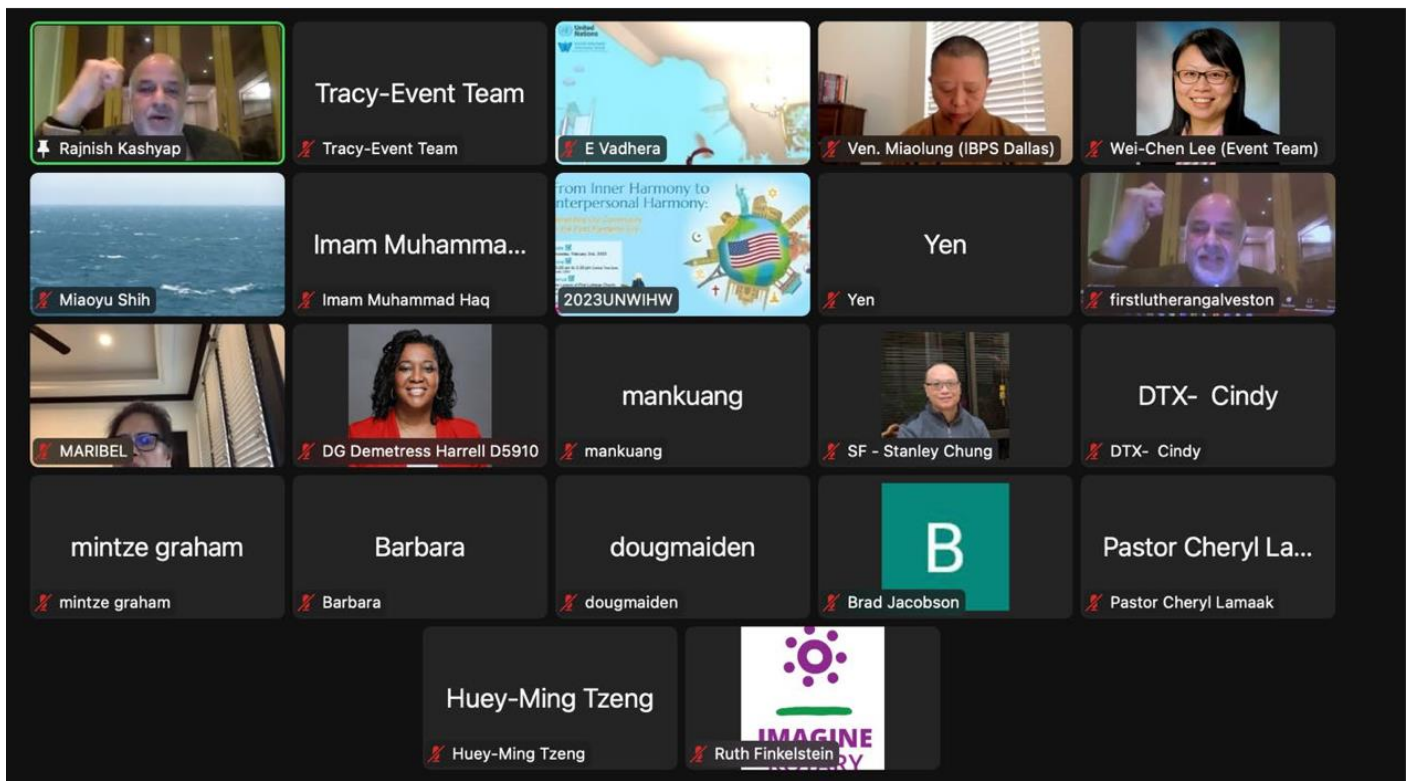 Rajnish Kashyap
Tracy-Event Team
Tracy-Event Team
United
Nations
E Vadhera
Ven. Miaolung (IBPS Dallas)
Wei-Chen Lee (Event Team)
Miaoyu Shih
Imam Muhamma...
Imam Muhammad Haq
From Inner Harmony to
nterpersonal Harmony:
2023UNWIHW
Yen
Yen
firstlutherangalveston
MARIBEL
DG Demetress Harrell D5910
mankuang
mankuang
SF - Stanley Chung
DTX- Cindy
DTX- Cindy
mintze graham
mintze graham
Barbara
Barbara
dougmaiden
dougmaiden
B
Brad Jacobson
Pastor Cheryl La...
Pastor Cheryl Lamaak
Huey-Ming Tzeng
Huey-Ming Tzeng
IMAGINE
Ruth Finkelstein